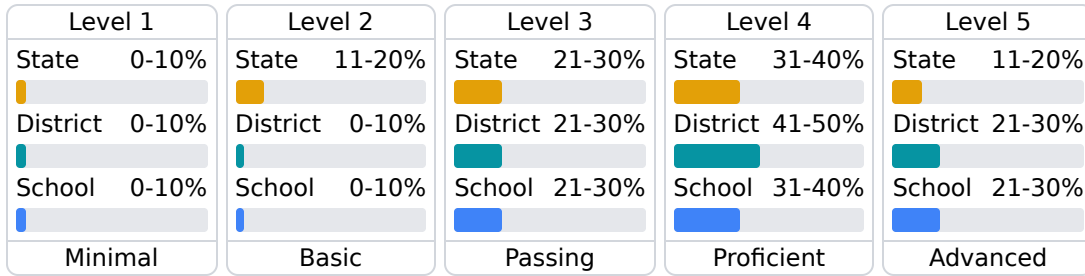 Level 1
State 0-10%
District 0-10%
School 0-10%
Minimal
Level 2
State 11-20%
District 0-10%
School 0-10%
Basic
Level 3
State 21-30%
District 21-30%
School 21-30%
Passing
Level 4
State 31-40%
District 41-50%
School 31-40%
Proficient
Level 5
State 11-20%
District 21-30%
School 21-30%
Advanced